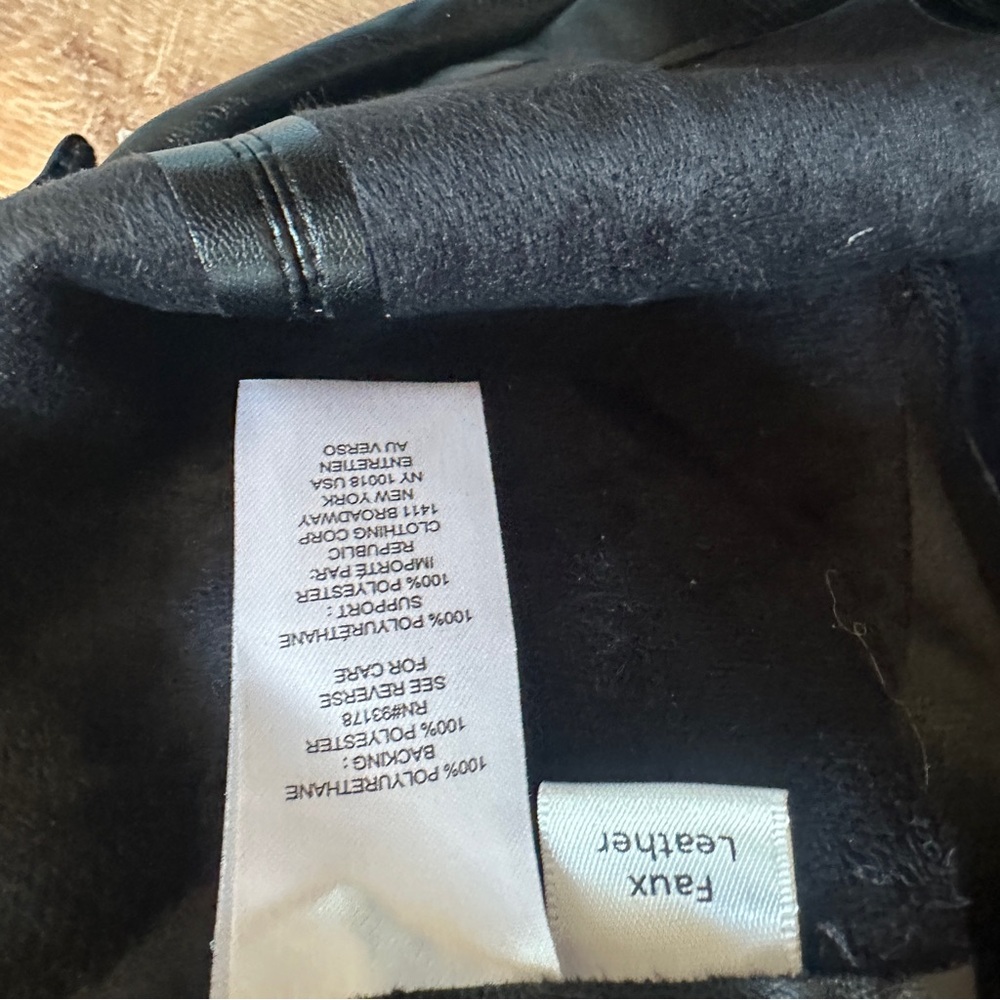 100% POLYURETHANE
BACKING :
100% POLYESTER
RN#93178
SEE REVERSE
FOR CARE
100% POLYURÉTHANE
SUPPORT :
100% POLYESTER
IMPORTÉ PAR:
REPUBLIC
CLOTHING CORP
1411 BROADWAY
NEW YORK
NY 10018 USA
ENTRETIEN
AU VERSO
Faux
Leather